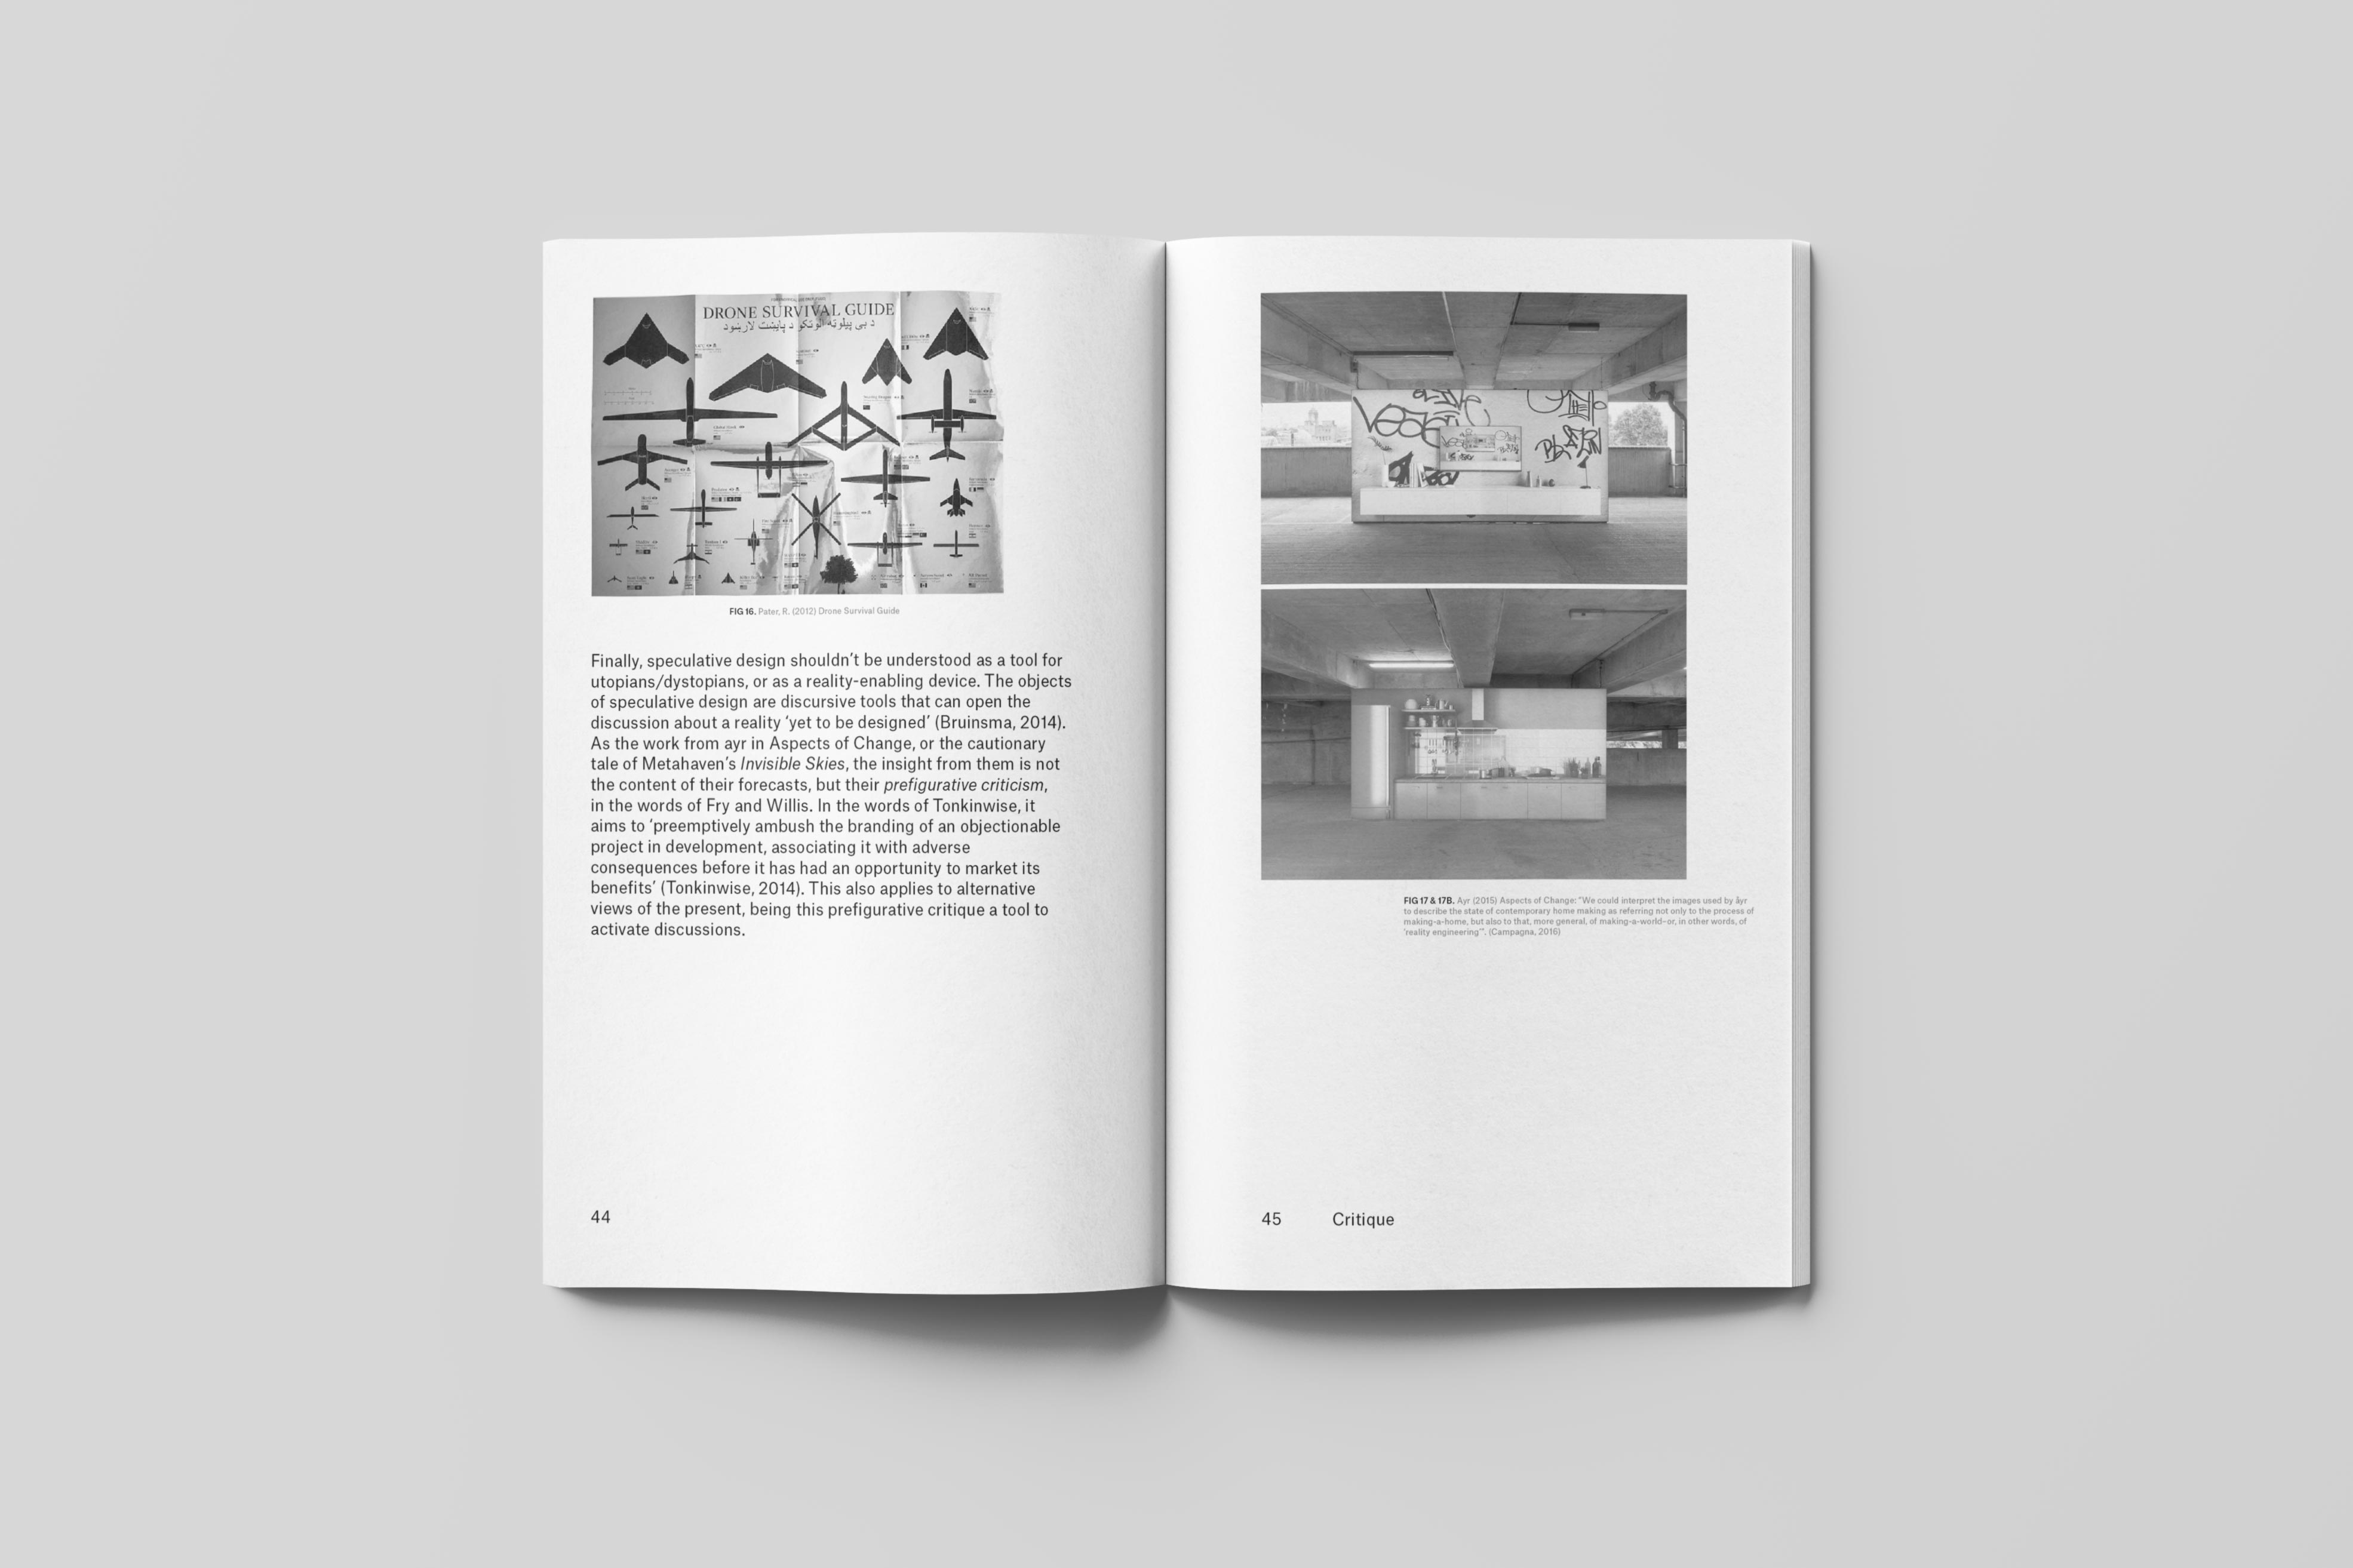 DRONE SURVIVAL GUIDE
د بی پیلوټه الوتکو د پایښت لارښود
FIG 16. Pater, R. (2012) Drone Survival Guide
Finally, speculative design shouldn’t be understood as a tool for
utopians/dystopians, or as a reality-enabling device. The objects
of speculative design are discursive tools that can open the
discussion about a reality ‘yet to be designed’ (Bruinsma, 2014).
As the work from ayr in Aspects of Change, or the cautionary
tale of Metahaven’s Invisible Skies, the insight from them is not
the content of their forecasts, but their prefigurative criticism,
in the words of Fry and Willis. In the words of Tonkinwise, it
aims to ‘preemptively ambush the branding of an objectionable
project in development, associating it with adverse
consequences before it has had an opportunity to market its
benefits’ (Tonkinwise, 2014). This also applies to alternative
views of the present, being this prefigurative critique a tool to
activate discussions.
44
FIG 17 & 17B. Ayr (2015) Aspects of Change: “We could interpret the images used by åyr
to describe the state of contemporary home making as referring not only to the process of
making-a-home, but also to that, more general, of making-a-world–or, in other words, of
‘reality engineering’”. (Campagna, 2016)
45 Critique